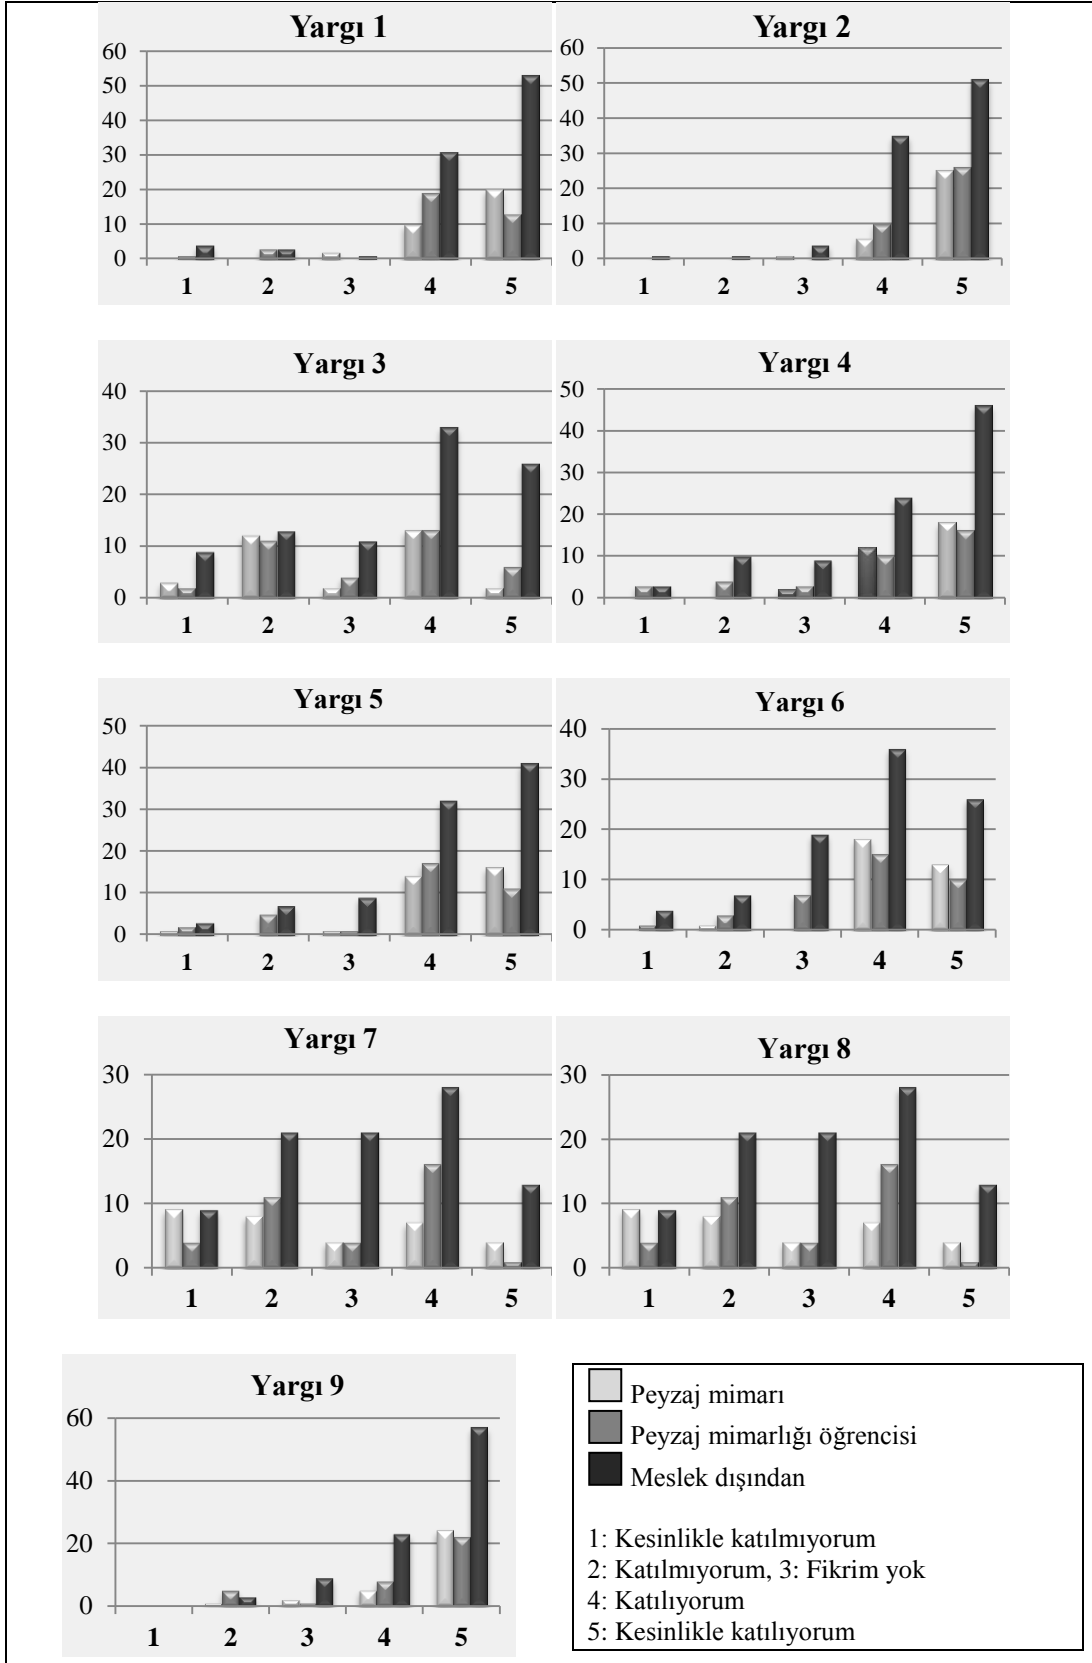 Yargı 1
60
50
40
30
20
10
0
1 2 3 4 5
Yargı 2
60
50
40
30
20
10
0
1 2 3 4 5
Yargı 3
40
30
20
10
0
1 2 3 4 5
Yargı 4
50
40
30
20
10
0
1 2 3 4 5
Yargı 5
50
40
30
20
10
0
1 2 3 4 5
Yargı 6
40
30
20
10
0
1 2 3 4 5
Yargı 7
30
20
10
0
1 2 3 4 5
Yargı 8
30
20
10
0
1 2 3 4 5
Yargı 9
60
40
20
0
1 2 3 4 5
Peyzaj mimarı
Peyzaj mimarlığı öğrencisi
Meslek dışından
1: Kesinlikle katılmıyorum
2: Katılmıyorum, 3: Fikrim yok
4: Katılıyorum
5: Kesinlikle katılıyorum